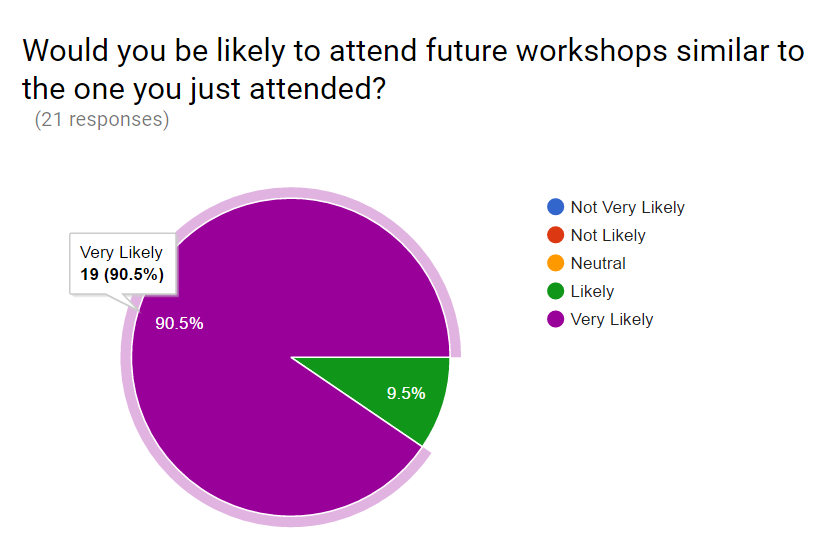 Would you be likely to attend future workshops similar to
the one you just attended?
(21 responses)
Very Likely
19 (90.5%)
90.5%
9.5%
Not Very Likely
Not Likely
Neutral
Likely
Very Likely